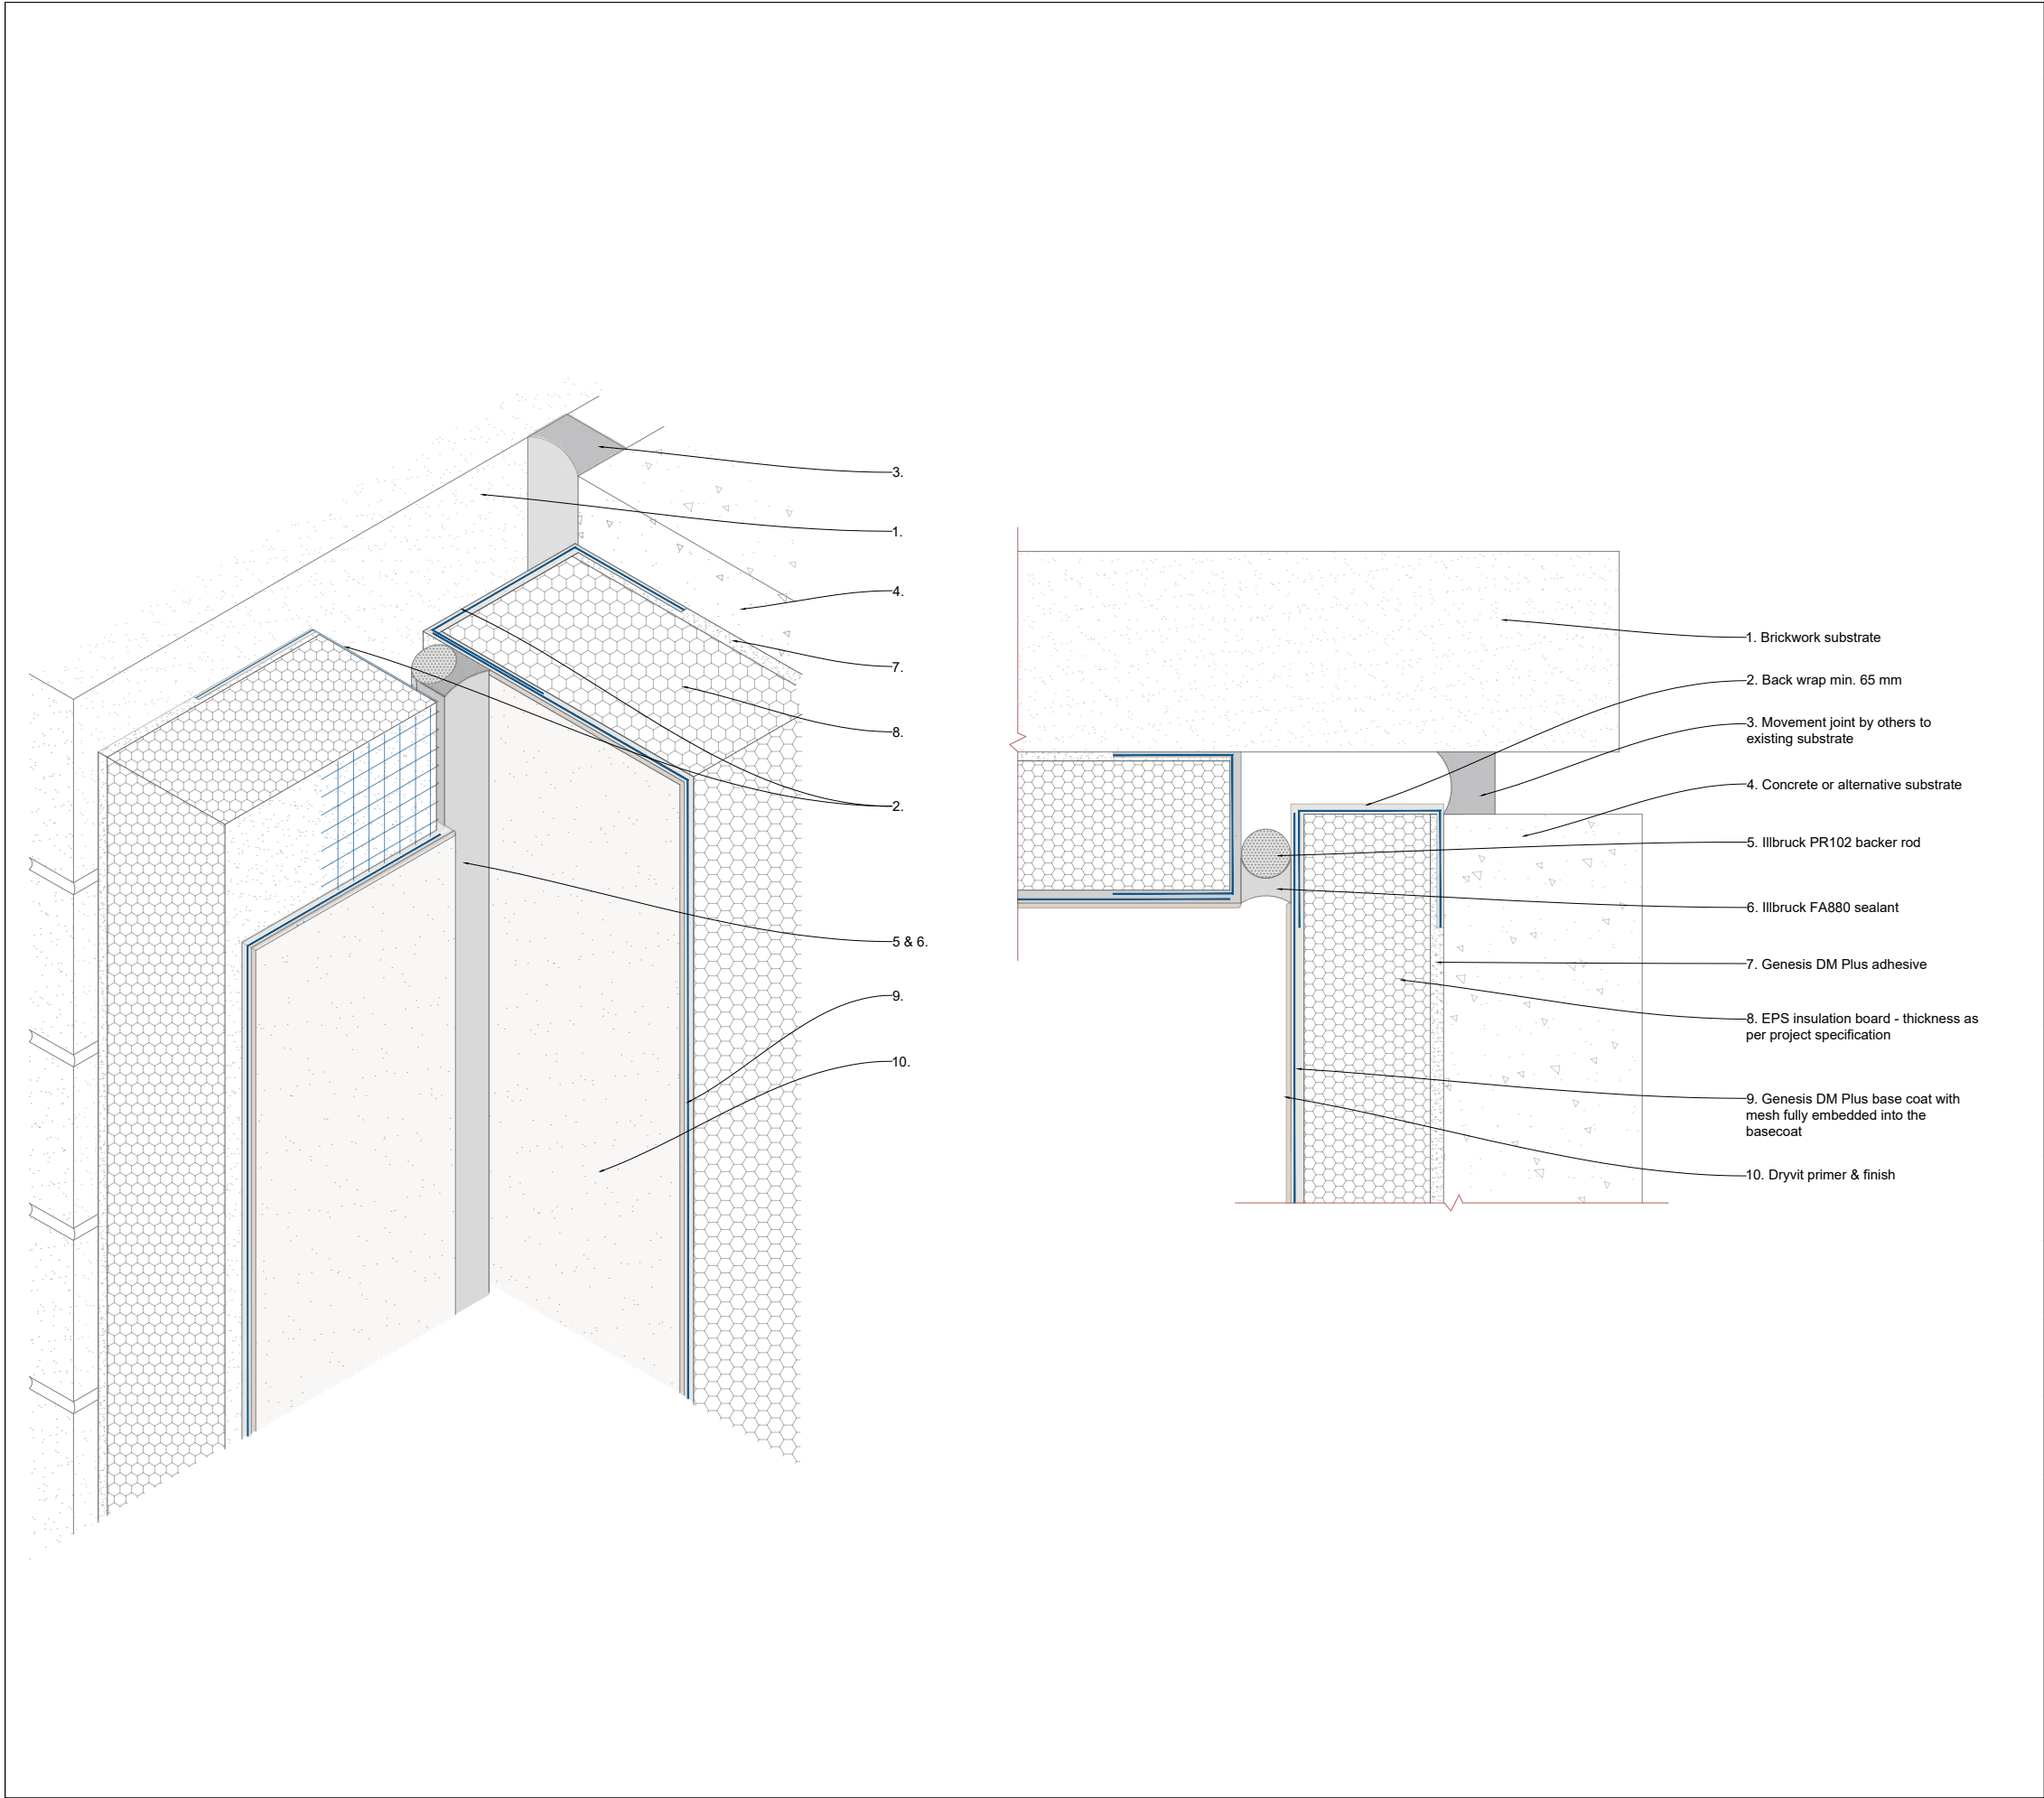 3.
1.
4.
7.
8.
2.
5 & 6.
9.
10.
1. Brickwork substrate
2. Back wrap min. 65 mm
3. Movement joint by others to
existing substrate
4. Concrete or alternative substrate
5. Illbruck PR102 backer rod
6. Illbruck FA880 sealant
7. Genesis DM Plus adhesive
8. EPS insulation board - thickness as
per project specification
9. Genesis DM Plus base coat with
mesh fully embedded into the
basecoat
10. Dryvit primer & finish